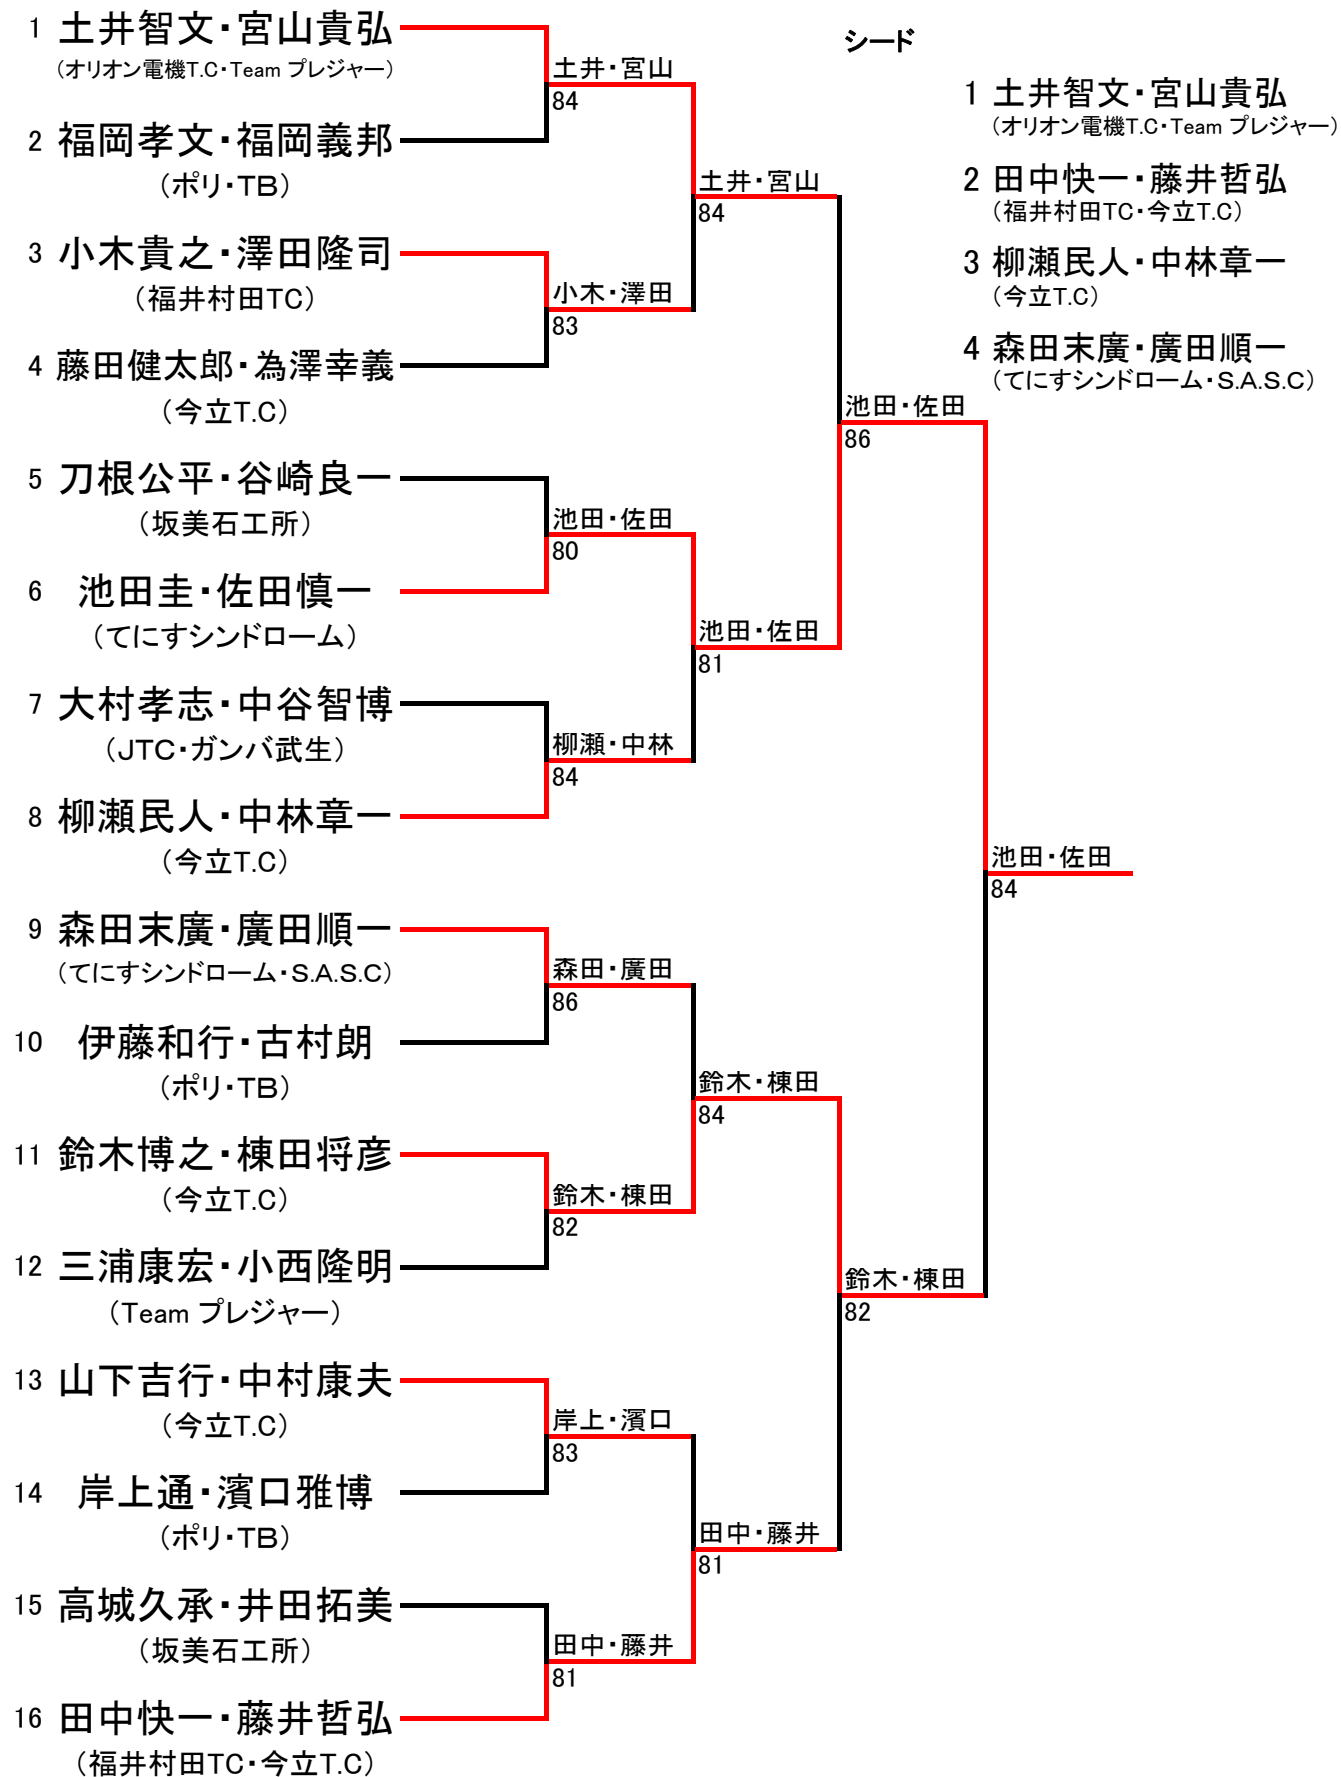 1 土井智文・宮山貴弘
(オリオン電機T.C・Team プレジャー)
2 福岡孝文・福岡義邦
(ポリ・TB)
3 小木貴之・澤田隆司
(福井村田TC)
4 藤田健太郎・為澤幸義
(今立T.C)
5 刀根公平・谷崎良一
(坂美石工所)
6 池田圭・佐田慎一
(てにすシンドローム)
7 大村孝志・中谷智博
(JTC・ガンバ武生)
8 柳瀬民人・中林章一
(今立T.C)
9 森田末廣・廣田順一
(てにすシンドローム・S.A.S.C)
10 伊藤和行・古村朗
(ポリ・TB)
11 鈴木博之・棟田将彦
(今立T.C)
12 三浦康宏・小西隆明
(Team プレジャー)
13 山下吉行・中村康夫
(今立T.C)
14 岸上通・濱口雅博
(ポリ・TB)
15 高城久承・井田拓美
(坂美石工所)
16 田中快一・藤井哲弘
(福井村田TC・今立T.C)
土井・宮山
84
小木・澤田
83
池田・佐田
80
柳瀬・中林
84
森田・廣田
86
鈴木・棟田
82
岸上・濱口
83
田中・藤井
81
土井・宮山
84
池田・佐田
81
鈴木・棟田
84
田中・藤井
81
池田・佐田
86
鈴木・棟田
82
池田・佐田
84
シード
1 土井智文・宮山貴弘
(オリオン電機T.C・Team プレジャー)
2 田中快一・藤井哲弘
(福井村田TC・今立T.C)
3 柳瀬民人・中林章一
(今立T.C)
4 森田末廣・廣田順一
(てにすシンドローム・S.A.S.C)